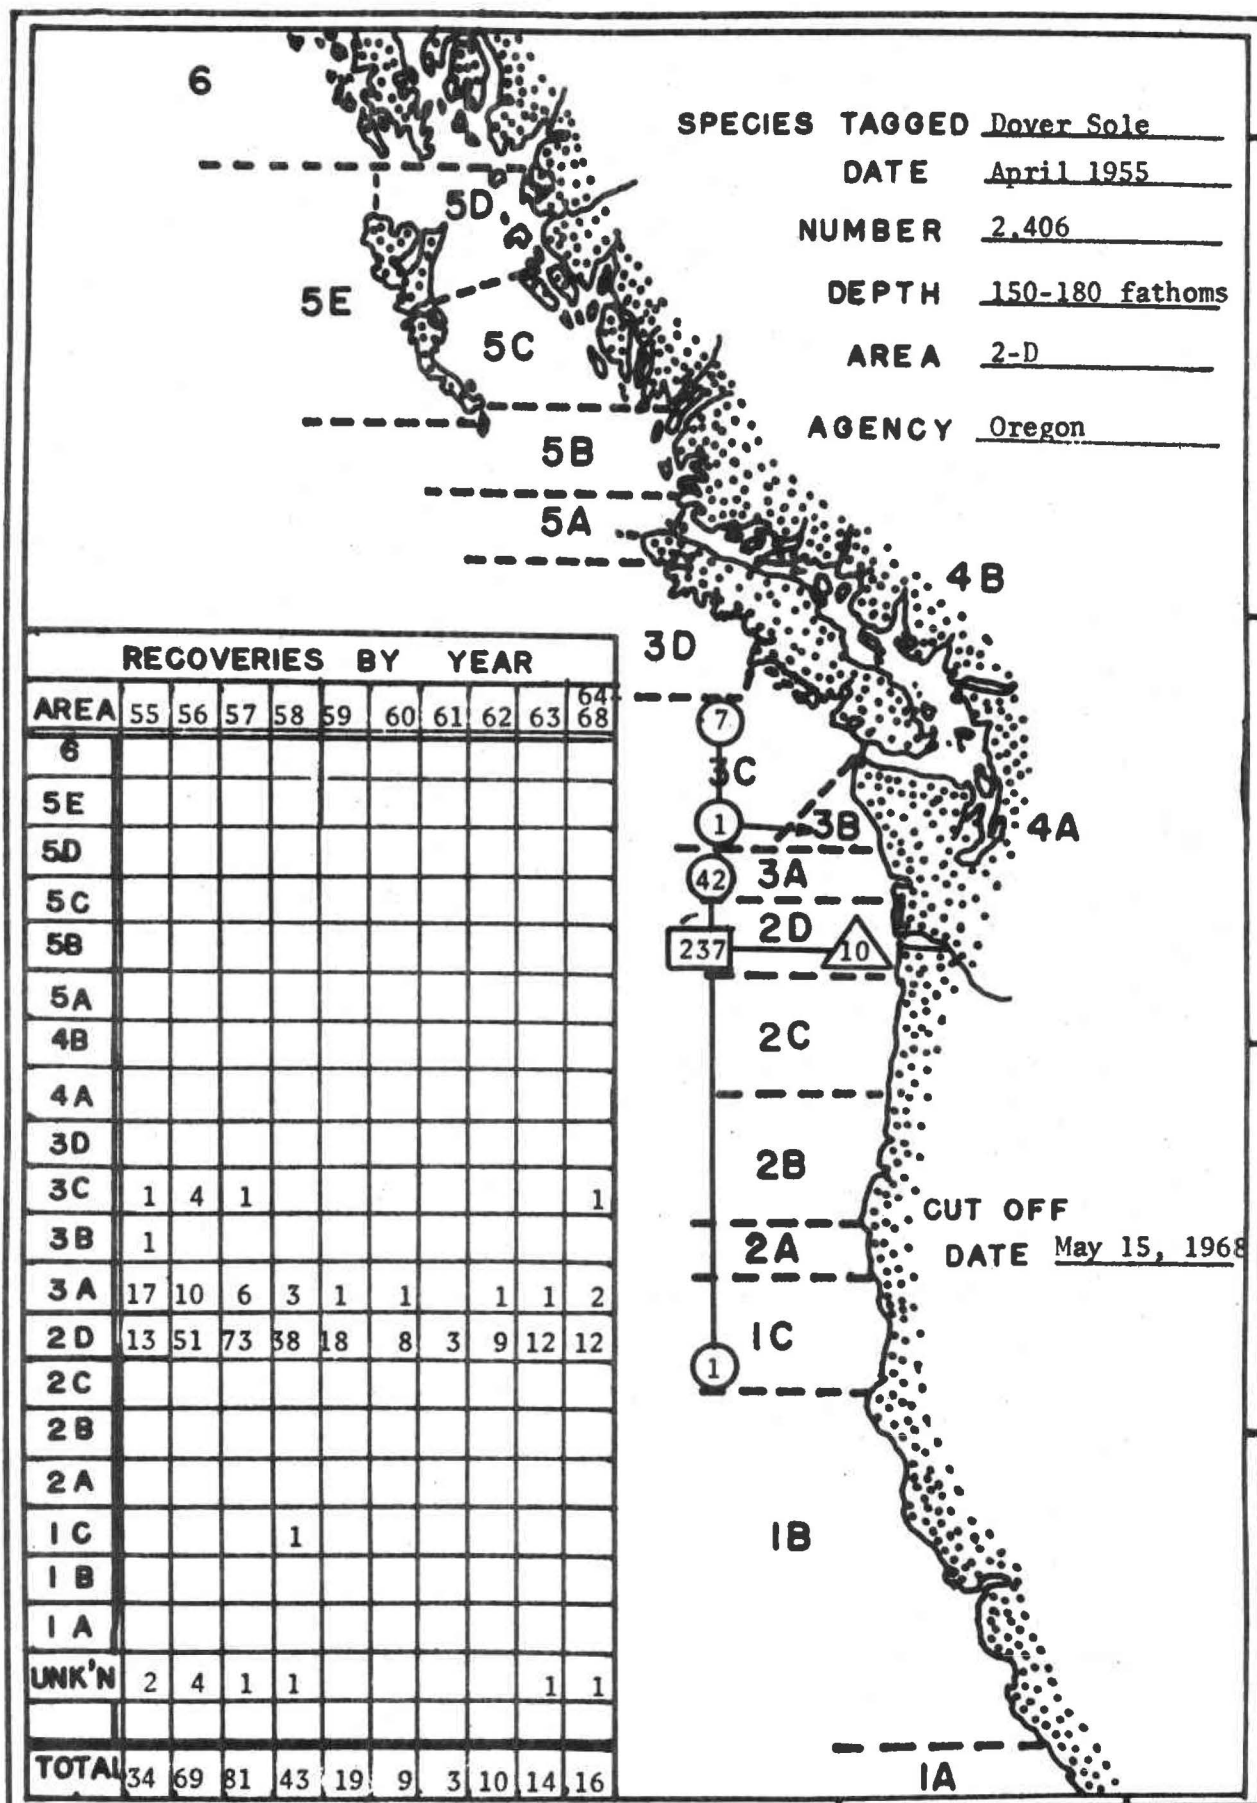 6
SPECIES TAGGED Dover Sole
DATE April 1955
NUMBER 2,406
DEPTH 150-180 fathoms
AREA 2-D
AGENCY Oregon
5D
5E
5C
5B
5A
4B
3D
7
3C
1
3B
4A
42
3A
2D
237
10
2C
2B
CUT OFF
DATE May 15, 1968
2A
1C
1
1B
1A
RECOVERIES BY YEAR
AREA 55 56 57 58 59 60 61 62 63 64-68
6
5E
5D
5C
5B
5A
4B
4A
3D
3C 1 4 1 1
3B 1
3A 17 10 6 3 1 1 1 1 2
2D 13 51 73 38 18 8 3 9 12 12
2C
2B
2A
1C 1
1B
1A
UNK'N 2 4 1 1 1 1
TOTAL 34 69 81 43 19 9 3 10 14 16